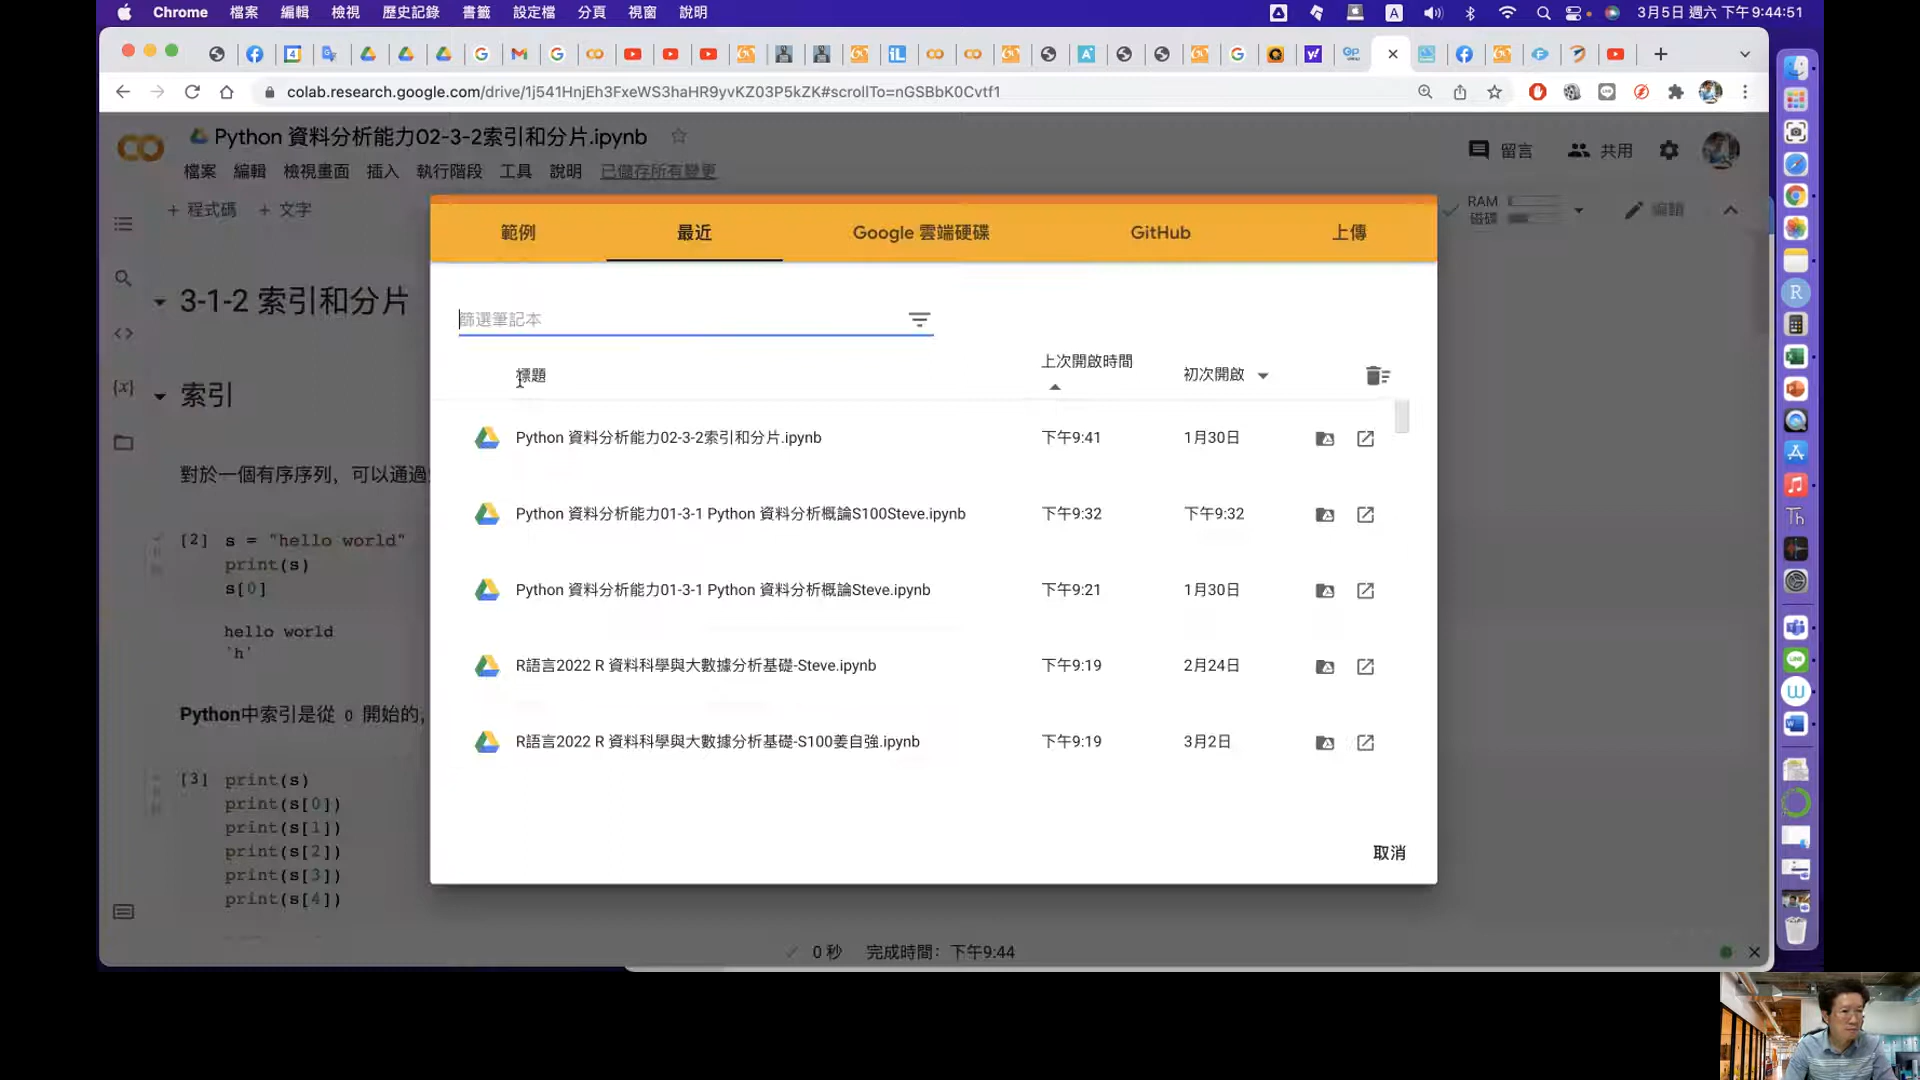 Chrome 檔案 編輯 檢視 歷史記錄 書籤 設定檔 分頁 視窗 說明 A 3月5日 週六 下午9:44:51
colab.research.google.com/drive/1j541HnjEh3FxeWS3haHR9yvKZ03P5kZK#scrollTo=nGSBbK0Cvtf1
Python 資料分析能力02-3-2索引和分片.ipynb
留言 共用
檔案 編輯 檢視畫面 插入 執行階段 工具 說明 已儲存所有變更
+ 程式碼 + 文字
RAM
磁碟
編輯
範例 最近 Google 雲端硬碟 GitHub 上傳
篩選筆記本
標題 上次開啟時間 初次開啟
Python 資料分析能力02-3-2索引和分片.ipynb 下午9:41 1月30日
Python 資料分析能力01-3-1 Python 資料分析概論S100Steve.ipynb 下午9:32 下午9:32
Python 資料分析能力01-3-1 Python 資料分析概論Steve.ipynb 下午9:21 1月30日
R語言2022 R 資料科學與大數據分析基礎-Steve.ipynb 下午9:19 2月24日
R語言2022 R 資料科學與大數據分析基礎-S100姜自強.ipynb 下午9:19 3月2日
取消
3-1-2 索引和分片
索引
對於一個有序序列，可以通過
[2] s = "hello world"
print(s)
s[0]
hello world
'h'
Python中索引是從 0 開始的，
[3] print(s)
print(s[0])
print(s[1])
print(s[2])
print(s[3])
print(s[4])
0 秒 完成時間：下午9:44